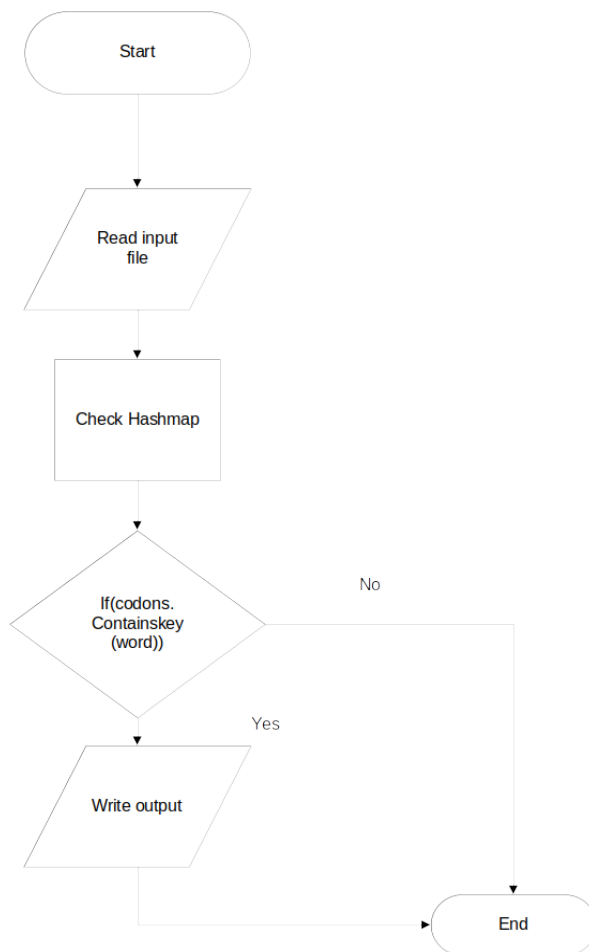 Start
Read input
file
Check Hashmap
If(codons.
Containskey
(word))
No
Yes
Write output
End